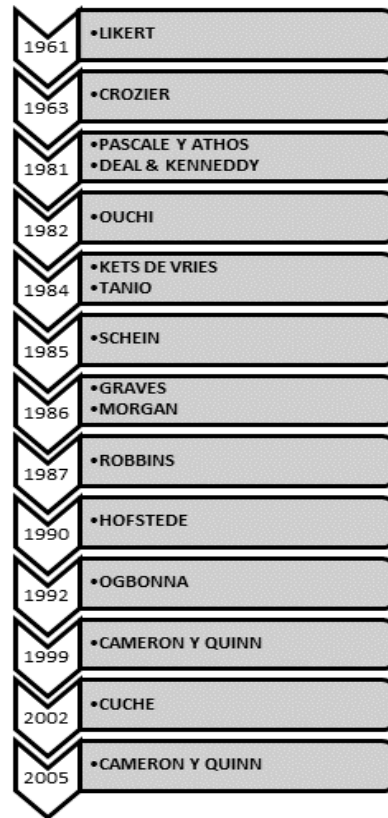 1961
•LIKERT
1963
•CROZIER
1981
•PASCALE Y ATHOS
•DEAL & KENNEDDY
1982
•OUCHI
1984
•KETS DE VRIES
•TANIO
1985
•SCHEIN
1986
•GRAVES
•MORGAN
1987
•ROBBINS
1990
•HOFSTEDE
1992
•OGBONNA
1999
•CAMERON Y QUINN
2002
•CUCHE
2005
•CAMERON Y QUINN